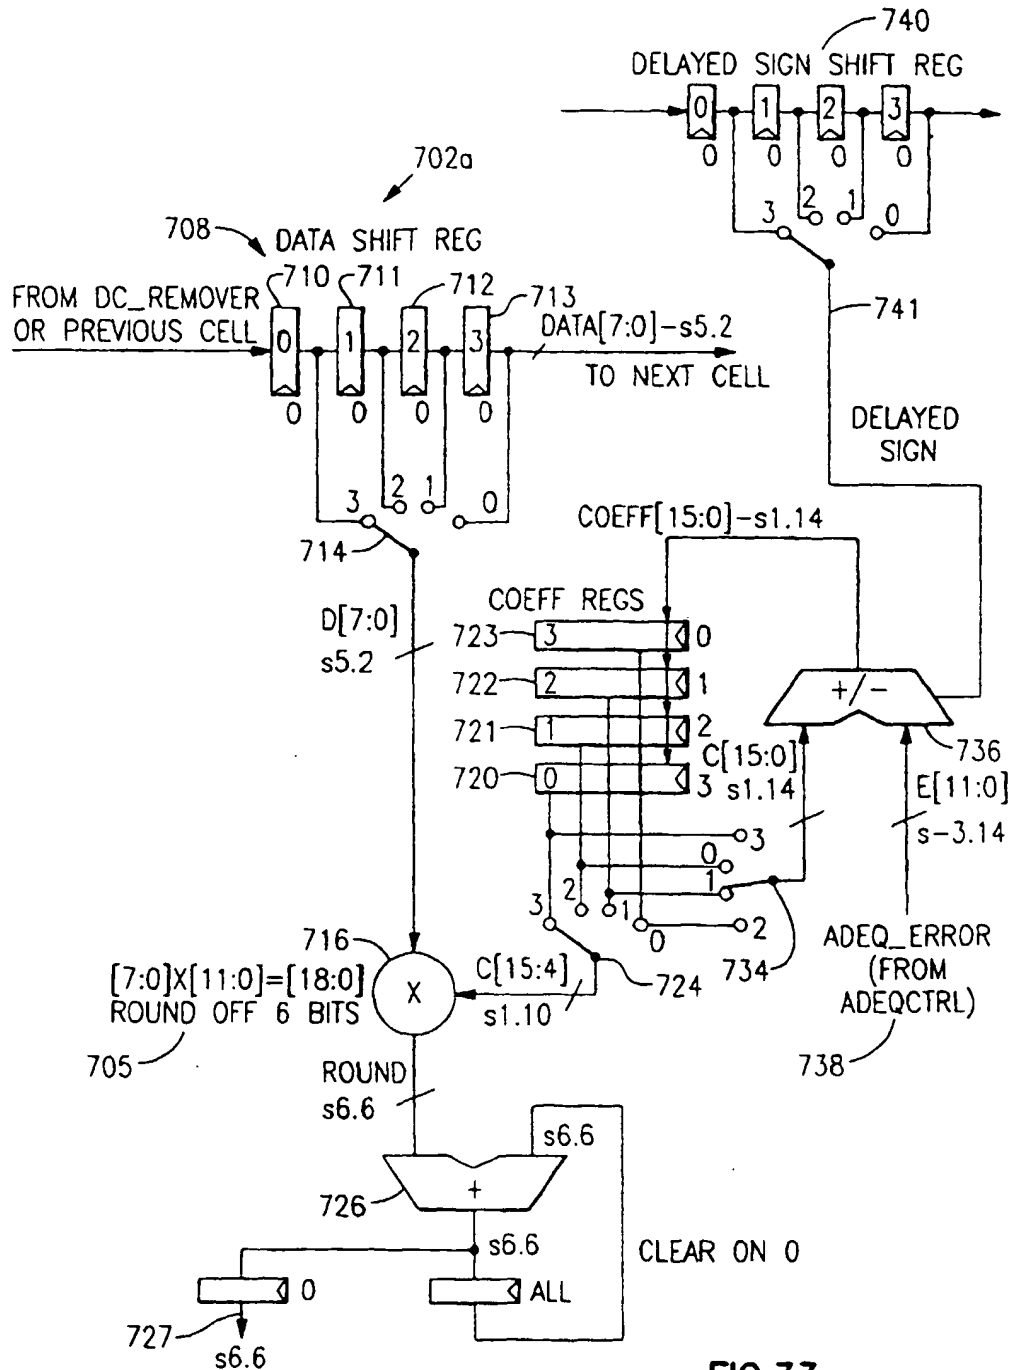 740
DELAYED SIGN SHIFT REG
0 1 2 3
0 0 0 0
3 2 1 0
741
702a
708
DATA SHIFT REG
710 711 712 713
FROM DC_REMOVER
OR PREVIOUS CELL
0 1 2 3
DATA[7:0]-s5.2
TO NEXT CELL
0 0 0 0
3 2 1 0
714
DELAYED
SIGN
COEFF[15:0]-s1.14
D[7:0]
s5.2
COEFF REGS
723 3 0
722 2 1
721 1 2
720 0 3
C[15:0]
s1.14
+/-
736
E[11:0]
s-3.14
3
0
1
2
3 2 1 0
734
724
ADEQ_ERROR
(FROM
ADEQCTRL)
738
716
[7:0]X[11:0]=[18:0]
ROUND OFF 6 BITS
705
X
C[15:4]
s1.10
ROUND
s6.6
s6.6
726
+
s6.6
CLEAR ON 0
0
ALL
727
s6.6